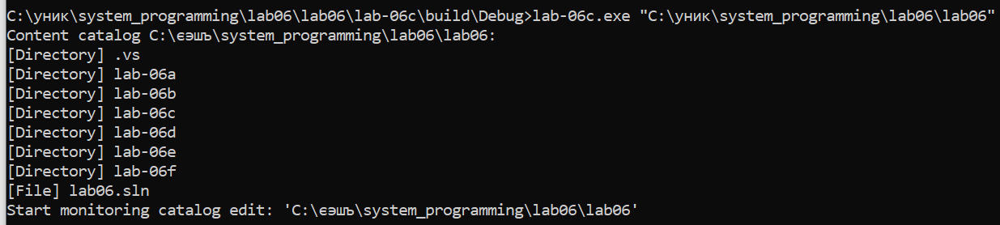 C:\уник\system_programming\lab06\lab06\lab-06c\build\Debug>lab-06c.exe "C:\уник\system_programming\lab06\lab06"
Content catalog C:\єэшъ\system_programming\lab06\lab06:
[Directory] .vs
[Directory] lab-06a
[Directory] lab-06b
[Directory] lab-06c
[Directory] lab-06d
[Directory] lab-06e
[Directory] lab-06f
[File] lab06.sln
Start monitoring catalog edit: 'C:\єэшъ\system_programming\lab06\lab06'